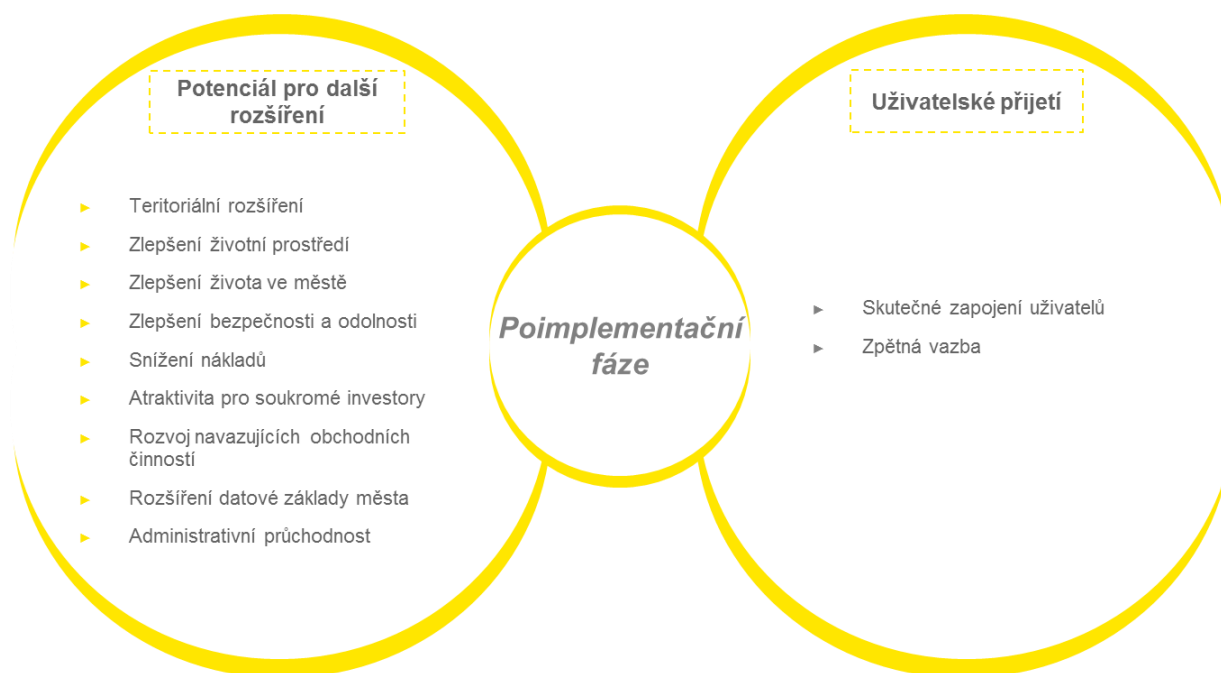 Potenciál pro další
rozšíření
Teritoriální rozšíření
Zlepšení životní prostředí
Zlepšení života ve městě
Zlepšení bezpečnosti a odolnosti
Snížení nákladů
Atraktivita pro soukromé investory
Rozvoj navazujících obchodních
činností
Rozšíření datové základy města
Administrativní průchodnost
Poimplementační
fáze
Uživatelské přijetí
Skutečné zapojení uživatelů
Zpětná vazba